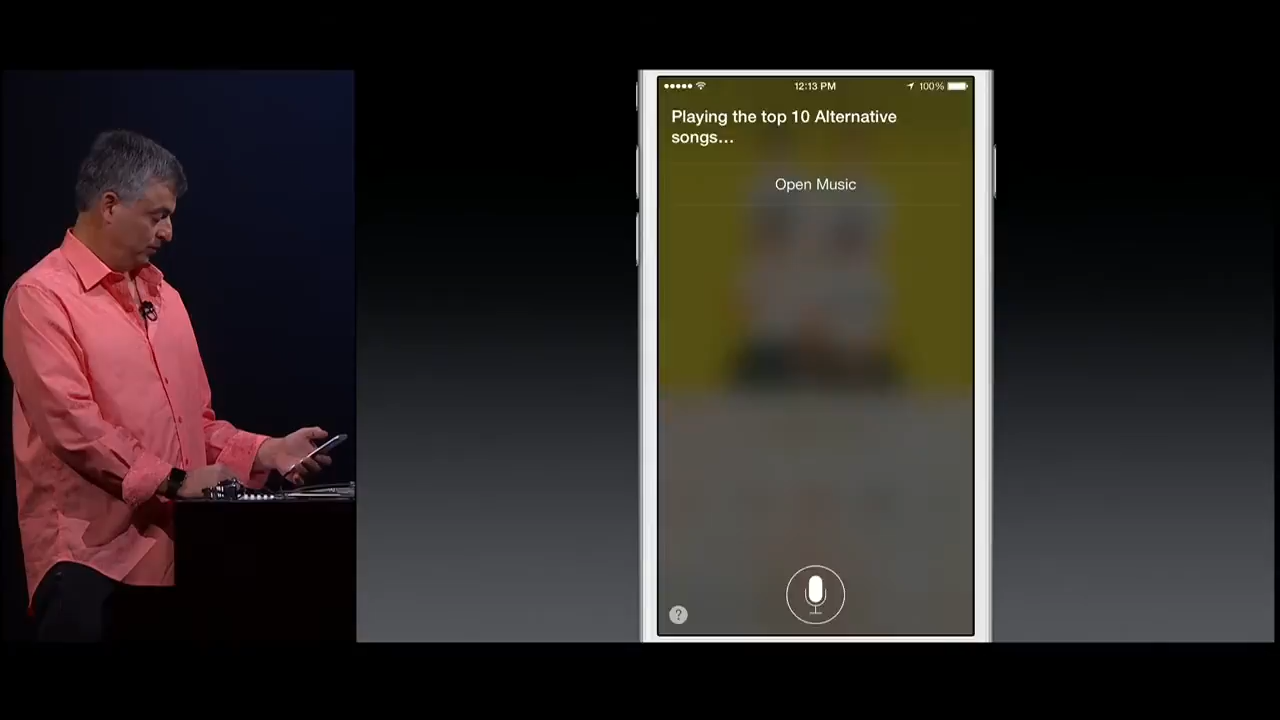 12:13 PM
100%
Playing the top 10 Alternative
songs...
Open Music
?